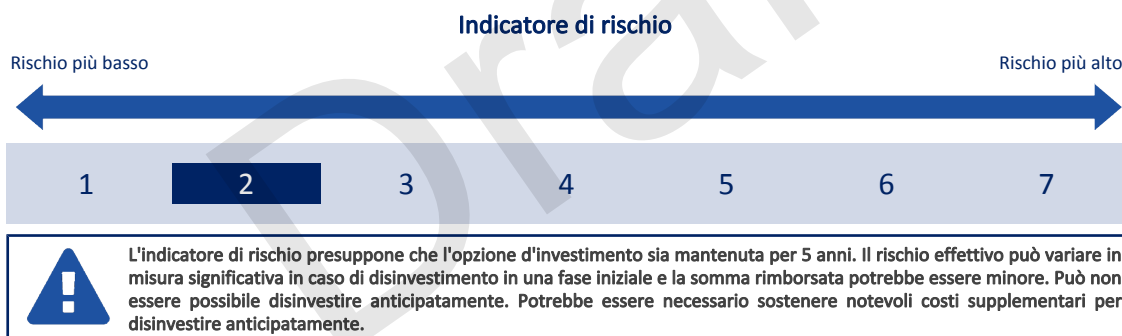 Indicatore di rischio
Rischio più basso
Rischio più alto
1 2 3 4 5 6 7
L'indicatore di rischio presuppone che l'opzione d'investimento sia mantenuta per 5 anni. Il rischio effettivo può variare in
misura significativa in caso di disinvestimento in una fase iniziale e la somma rimborsata potrebbe essere minore. Può non
essere possibile disinvestire anticipatamente. Potrebbe essere necessario sostenere notevoli costi supplementari per
disinvestire anticipatamente.